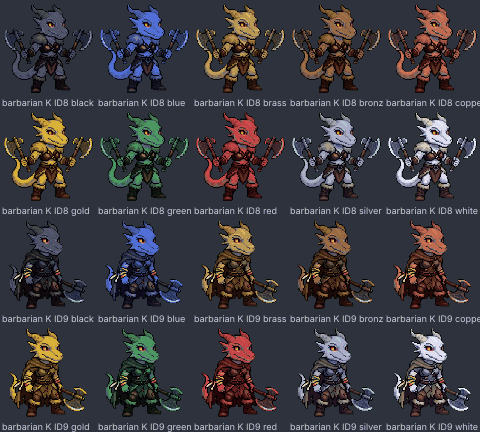 barbarian K ID8 black
barbarian K ID8 blue
barbarian K ID8 brass
barbarian K ID8 bronz
barbarian K ID8 coppe
barbarian K ID8 gold
barbarian K ID8 green
barbarian K ID8 red
barbarian K ID8 silver
barbarian K ID8 white
barbarian K ID9 black
barbarian K ID9 blue
barbarian K ID9 brass
barbarian K ID9 bronz
barbarian K ID9 coppe
barbarian K ID9 gold
barbarian K ID9 green
barbarian K ID9 red
barbarian K ID9 silver
barbarian K ID9 white